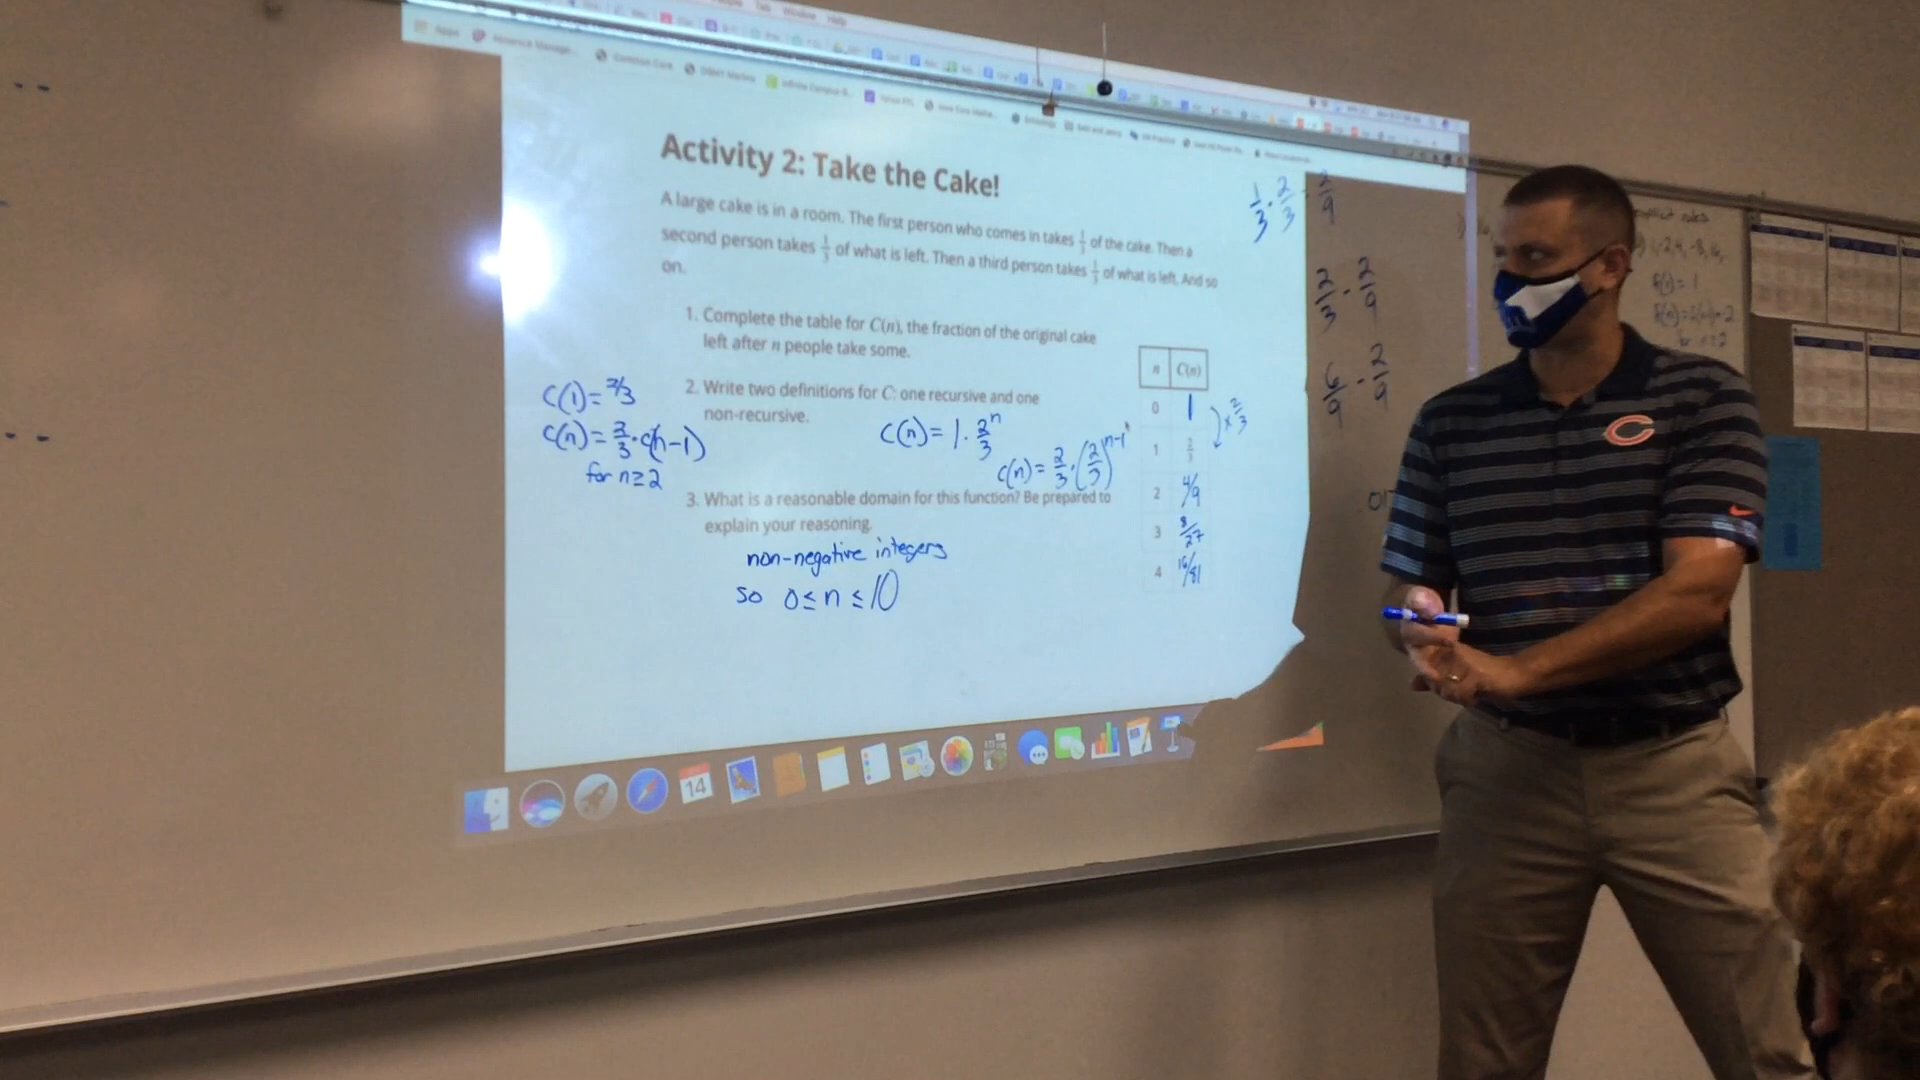 Window Help
Apps
Activity 2: Take the Cake!
A large cake is in a room. The first person who comes in takes 1/3 of the cake. Then a
second person takes 1/3 of what is left. Then a third person takes 1/3 of what is left. And so
on.
1. Complete the table for C(n), the fraction of the original cake
left after n people take some.
2. Write two definitions for C: one recursive and one
non-recursive.
C(1) = 2/3
C(n) = 2/3 · C(n-1)
for n ≥ 2
C(n) = 1 · 2/3^n
C(n) = 2/3 · (2/3)^n-1
3. What is a reasonable domain for this function? Be prepared to
explain your reasoning.
non-negative integers
so 0 ≤ n ≤ 10
n C(n)
0 1
1 2/3
2 4/9
3 8/27
4 16/81
× 2/3
1/3 · 2/3 · 2/9
2/3 - 2/9
6/9 - 2/9
C
14